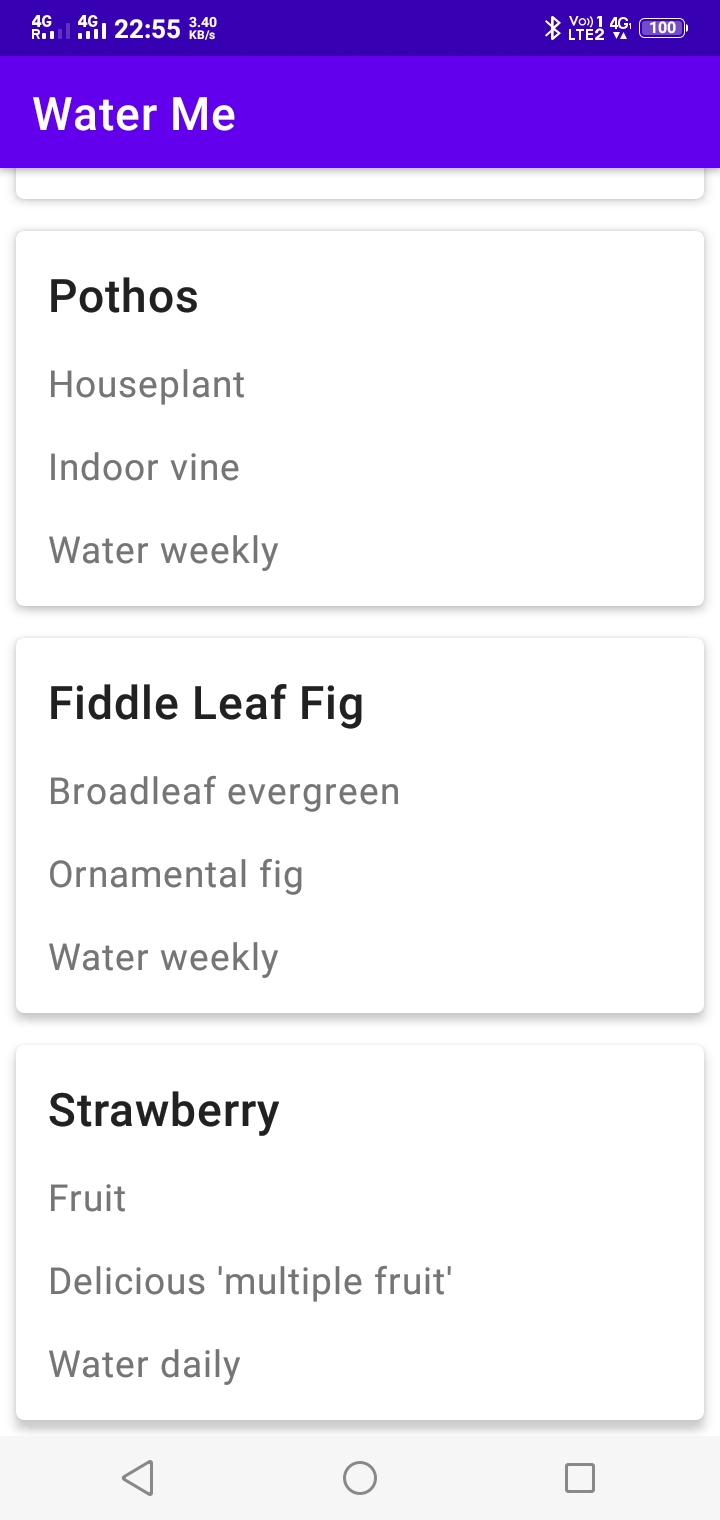 4G R 4G 22:55 3.40 KB/s Vo)) 1 LTE2 4G 100
Water Me
Pothos
Houseplant
Indoor vine
Water weekly
Fiddle Leaf Fig
Broadleaf evergreen
Ornamental fig
Water weekly
Strawberry
Fruit
Delicious 'multiple fruit'
Water daily